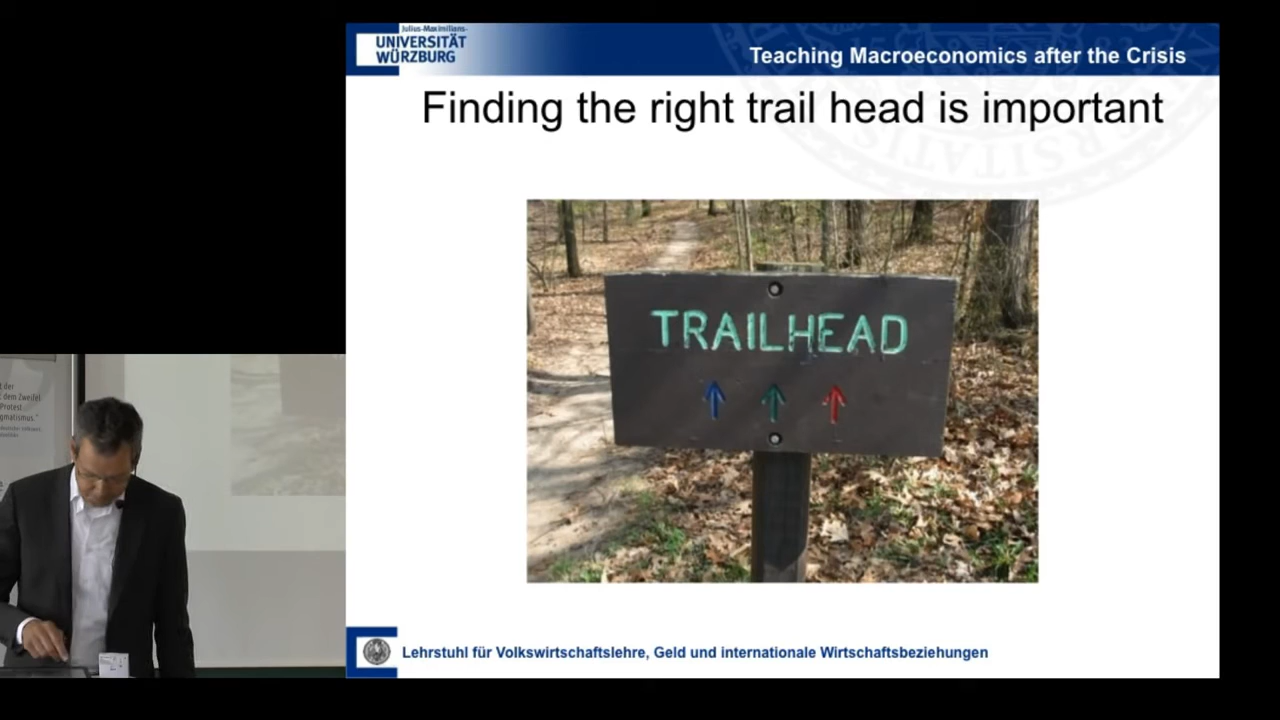 Julius-Maximilians-
UNIVERSITÄT
WÜRZBURG
Teaching Macroeconomics after the Crisis
Finding the right trail head is important
TRAILHEAD
Lehrstuhl für Volkswirtschaftslehre, Geld und internationale Wirtschaftsbeziehungen
t der
t dem Zweifel
Protest
gmatismus."